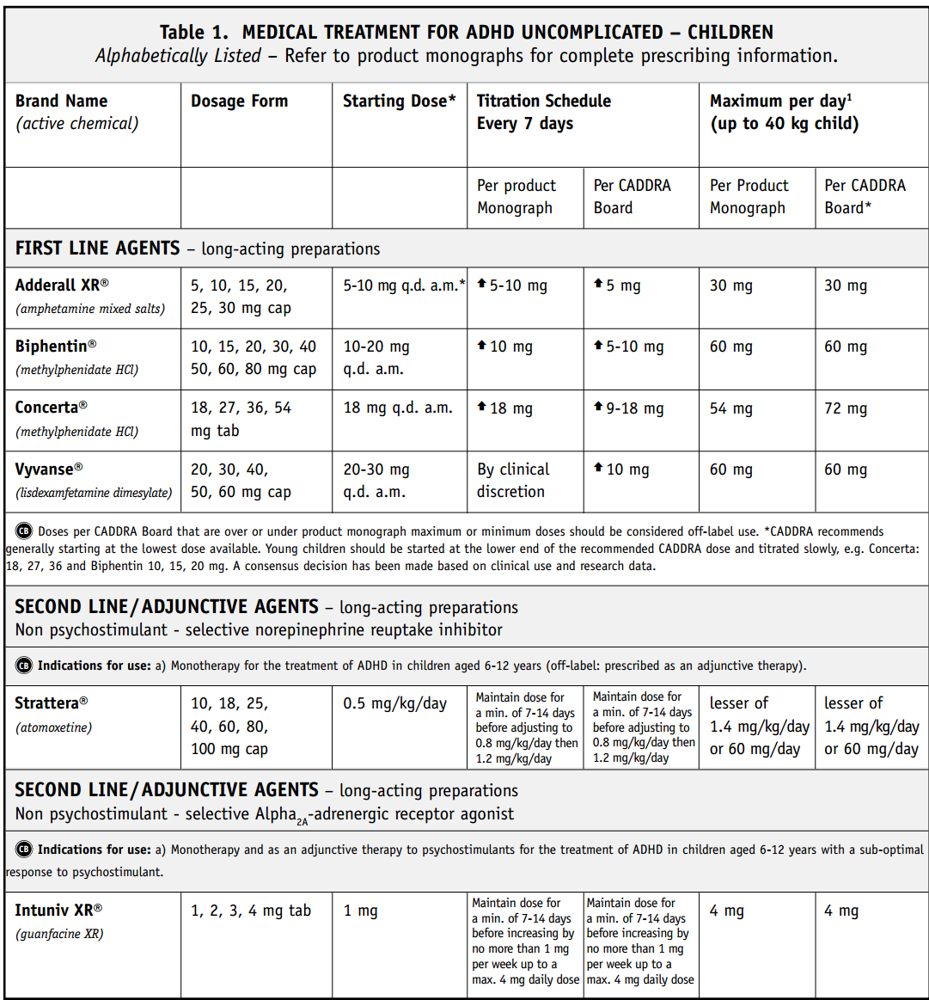 Table 1. MEDICAL TREATMENT FOR ADHD UNCOMPLICATED – CHILDREN
Alphabetically Listed – Refer to product monographs for complete prescribing information.
Brand Name
(active chemical)
Dosage Form
Starting Dose*
Titration Schedule
Every 7 days
Maximum per day¹
(up to 40 kg child)
Per product
Monograph
Per CADDRA
Board
Per Product
Monograph
Per CADDRA
Board*
FIRST LINE AGENTS – long-acting preparations
Adderall XR®
(amphetamine mixed salts)
5, 10, 15, 20,
25, 30 mg cap
5-10 mg q.d. a.m.*
⬆ 5-10 mg
⬆ 5 mg
30 mg
30 mg
Biphentin®
(methylphenidate HCl)
10, 15, 20, 30, 40
50, 60, 80 mg cap
10-20 mg
q.d. a.m.
⬆ 10 mg
⬆ 5-10 mg
60 mg
60 mg
Concerta®
(methylphenidate HCl)
18, 27, 36, 54
mg tab
18 mg q.d. a.m.
⬆ 18 mg
⬆ 9-18 mg
54 mg
72 mg
Vyvanse®
(lisdexamfetamine dimesylate)
20, 30, 40,
50, 60 mg cap
20-30 mg
q.d. a.m.
By clinical
discretion
⬆ 10 mg
60 mg
60 mg
CB Doses per CADDRA Board that are over or under product monograph maximum or minimum doses should be considered off-label use. *CADDRA recommends
generally starting at the lowest dose available. Young children should be started at the lower end of the recommended CADDRA dose and titrated slowly, e.g. Concerta:
18, 27, 36 and Biphentin 10, 15, 20 mg. A consensus decision has been made based on clinical use and research data.
SECOND LINE/ADJUNCTIVE AGENTS – long-acting preparations
Non psychostimulant - selective norepinephrine reuptake inhibitor
CB Indications for use: a) Monotherapy for the treatment of ADHD in children aged 6-12 years (off-label: prescribed as an adjunctive therapy).
Strattera®
(atomoxetine)
10, 18, 25,
40, 60, 80,
100 mg cap
0.5 mg/kg/day
Maintain dose for
a min. of 7-14 days
before adjusting to
0.8 mg/kg/day then
1.2 mg/kg/day
Maintain dose for
a min. of 7-14 days
before adjusting to
0.8 mg/kg/day then
1.2 mg/kg/day
lesser of
1.4 mg/kg/day
or 60 mg/day
lesser of
1.4 mg/kg/day
or 60 mg/day
SECOND LINE/ADJUNCTIVE AGENTS – long-acting preparations
Non psychostimulant - selective Alpha2A-adrenergic receptor agonist
CB Indications for use: a) Monotherapy and as an adjunctive therapy to psychostimulants for the treatment of ADHD in children aged 6-12 years with a sub-optimal
response to psychostimulant.
Intuniv XR®
(guanfacine XR)
1, 2, 3, 4 mg tab
1 mg
Maintain dose for
a min. of 7-14 days
before increasing by
no more than 1 mg
per week up to a
max. 4 mg daily dose
Maintain dose for
a min. of 7-14 days
before increasing by
no more than 1 mg
per week up to a
max. 4 mg daily dose
4 mg
4 mg